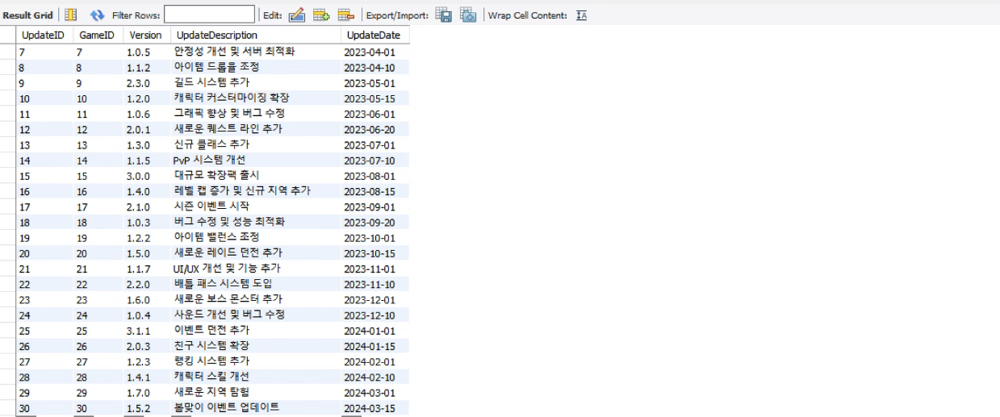 Result Grid Filter Rows: Edit: Export/Import: Wrap Cell Content: IA
UpdateID GameID Version UpdateDescription UpdateDate
7 7 1.0.5 안정성 개선 및 서버 최적화 2023-04-01
8 8 1.1.2 아이템 드롭율 조정 2023-04-10
9 9 2.3.0 길드 시스템 추가 2023-05-01
10 10 1.2.0 캐릭터 커스터마이징 확장 2023-05-15
11 11 1.0.6 그래픽 향상 및 버그 수정 2023-06-01
12 12 2.0.1 새로운 퀘스트 라인 추가 2023-06-20
13 13 1.3.0 신규 클래스 추가 2023-07-01
14 14 1.1.5 PvP 시스템 개선 2023-07-10
15 15 3.0.0 대규모 확장팩 출시 2023-08-01
16 16 1.4.0 레벨 캡 증가 및 신규 지역 추가 2023-08-15
17 17 2.1.0 시즌 이벤트 시작 2023-09-01
18 18 1.0.3 버그 수정 및 성능 최적화 2023-09-20
19 19 1.2.2 아이템 밸런스 조정 2023-10-01
20 20 1.5.0 새로운 레이드 던전 추가 2023-10-15
21 21 1.1.7 UI/UX 개선 및 기능 추가 2023-11-01
22 22 2.2.0 배틀 패스 시스템 도입 2023-11-10
23 23 1.6.0 새로운 보스 몬스터 추가 2023-12-01
24 24 1.0.4 사운드 개선 및 버그 수정 2023-12-10
25 25 3.1.1 이벤트 던전 추가 2024-01-01
26 26 2.0.3 친구 시스템 확장 2024-01-15
27 27 1.2.3 랭킹 시스템 추가 2024-02-01
28 28 1.4.1 캐릭터 스킬 개선 2024-02-10
29 29 1.7.0 새로운 지역 탐험 2024-03-01
30 30 1.5.2 봄맞이 이벤트 업데이트 2024-03-15